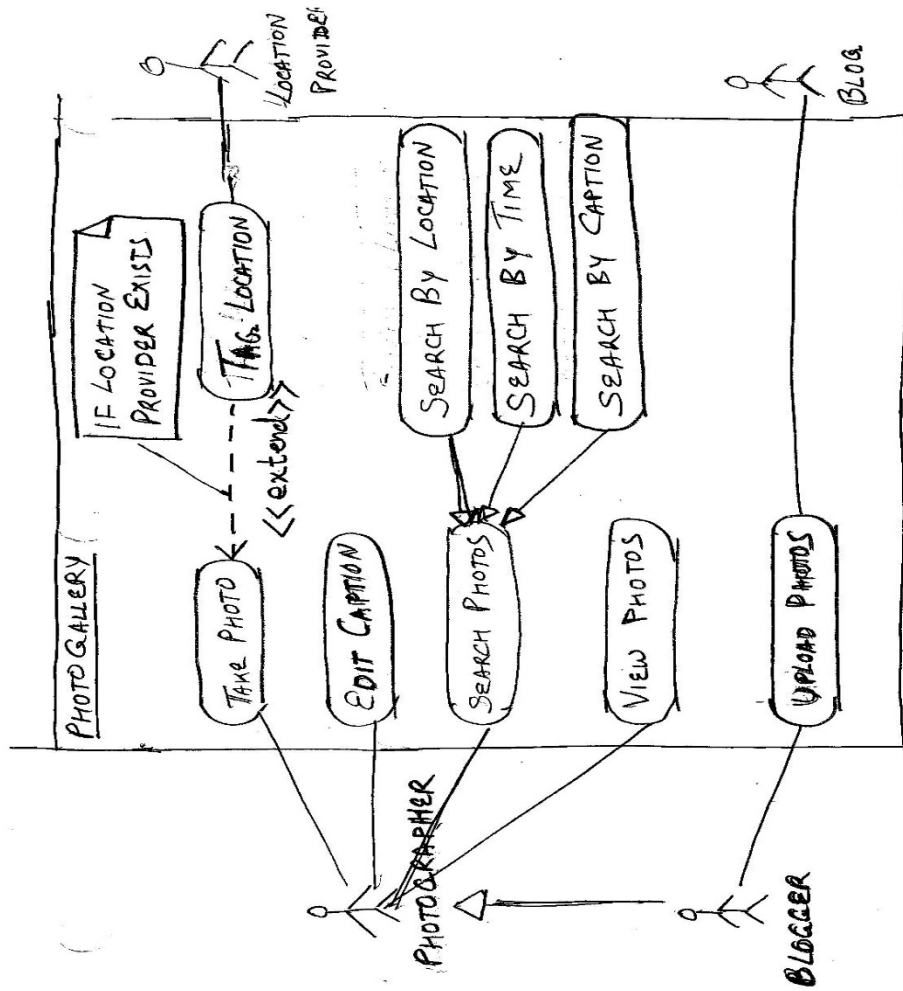 PHOTO GALLERY
IF LOCATION
PROVIDER EXISTS
TAKE PHOTO
<<extend>>
TAG LOCATION
LOCATION
PROVIDER
EDIT CAPTION
PHOTOGRAPHER
SEARCH PHOTOS
SEARCH BY LOCATION
SEARCH BY TIME
SEARCH BY CAPTION
VIEW PHOTOS
BLOGGER
UPLOAD PHOTOS
BLOG